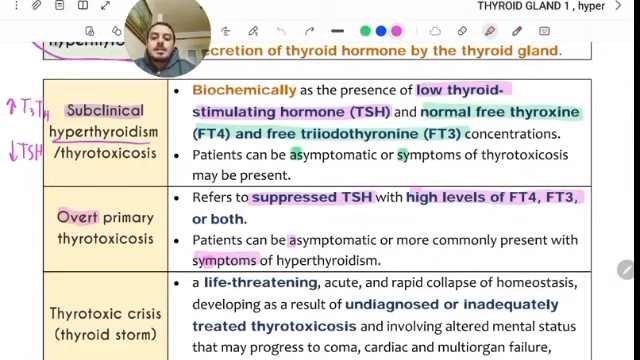 THYROID GLAND 1 , hyper
hyperthy
secretion of thyroid hormone by the thyroid gland.
↑ T3 T4
↓ TSH
Subclinical
hyperthyroidism
/thyrotoxicosis
• Biochemically as the presence of low thyroid-
stimulating hormone (TSH) and normal free thyroxine
(FT4) and free triiodothyronine (FT3) concentrations.
• Patients can be asymptomatic or symptoms of thyrotoxicosis
may be present.
Overt primary
thyrotoxicosis
• Refers to suppressed TSH with high levels of FT4, FT3,
or both.
• Patients can be asymptomatic or more commonly present with
symptoms of hyperthyroidism.
Thyrotoxic crisis
(thyroid storm)
• a life-threatening, acute, and rapid collapse of homeostasis,
developing as a result of undiagnosed or inadequately
treated thyrotoxicosis and involving altered mental status
that may progress to coma, cardiac and multiorgan failure,